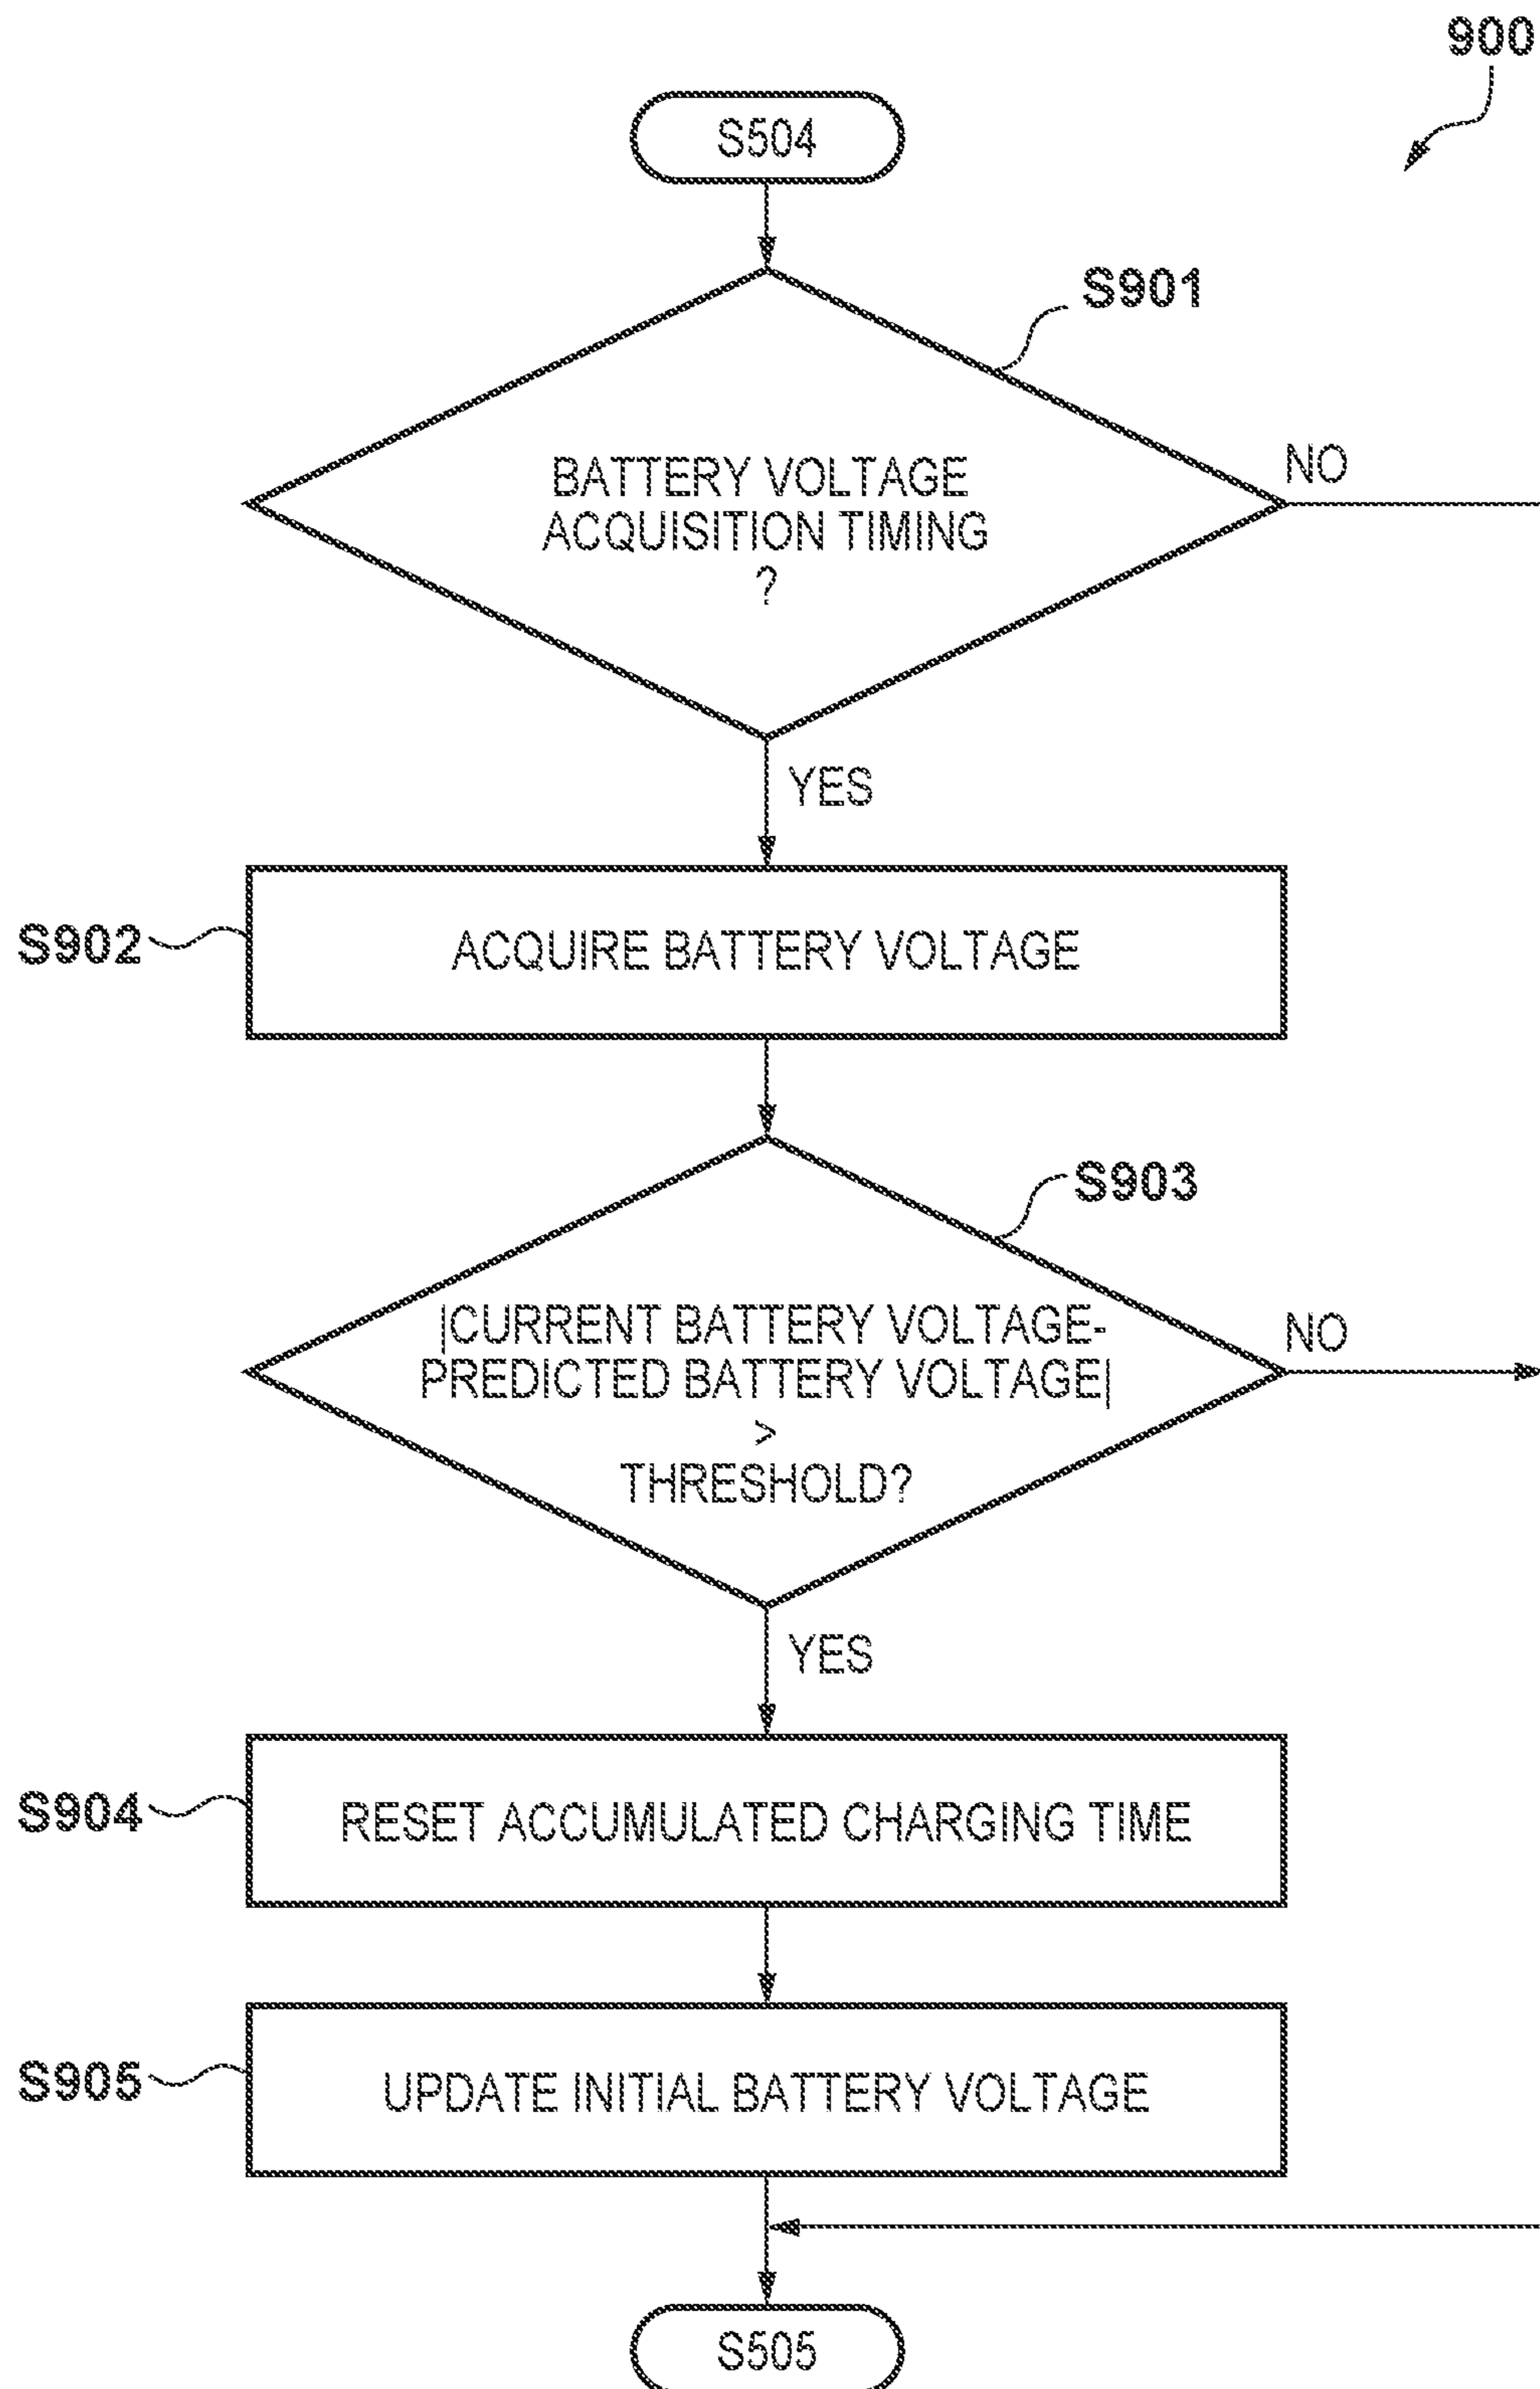 900
S504
S901
BATTERY VOLTAGE
ACQUISITION TIMING
?
NO
YES
S902
ACQUIRE BATTERY VOLTAGE
S903
|CURRENT BATTERY VOLTAGE-
PREDICTED BATTERY VOLTAGE|
>
THRESHOLD?
NO
YES
S904
RESET ACCUMULATED CHARGING TIME
S905
UPDATE INITIAL BATTERY VOLTAGE
S505